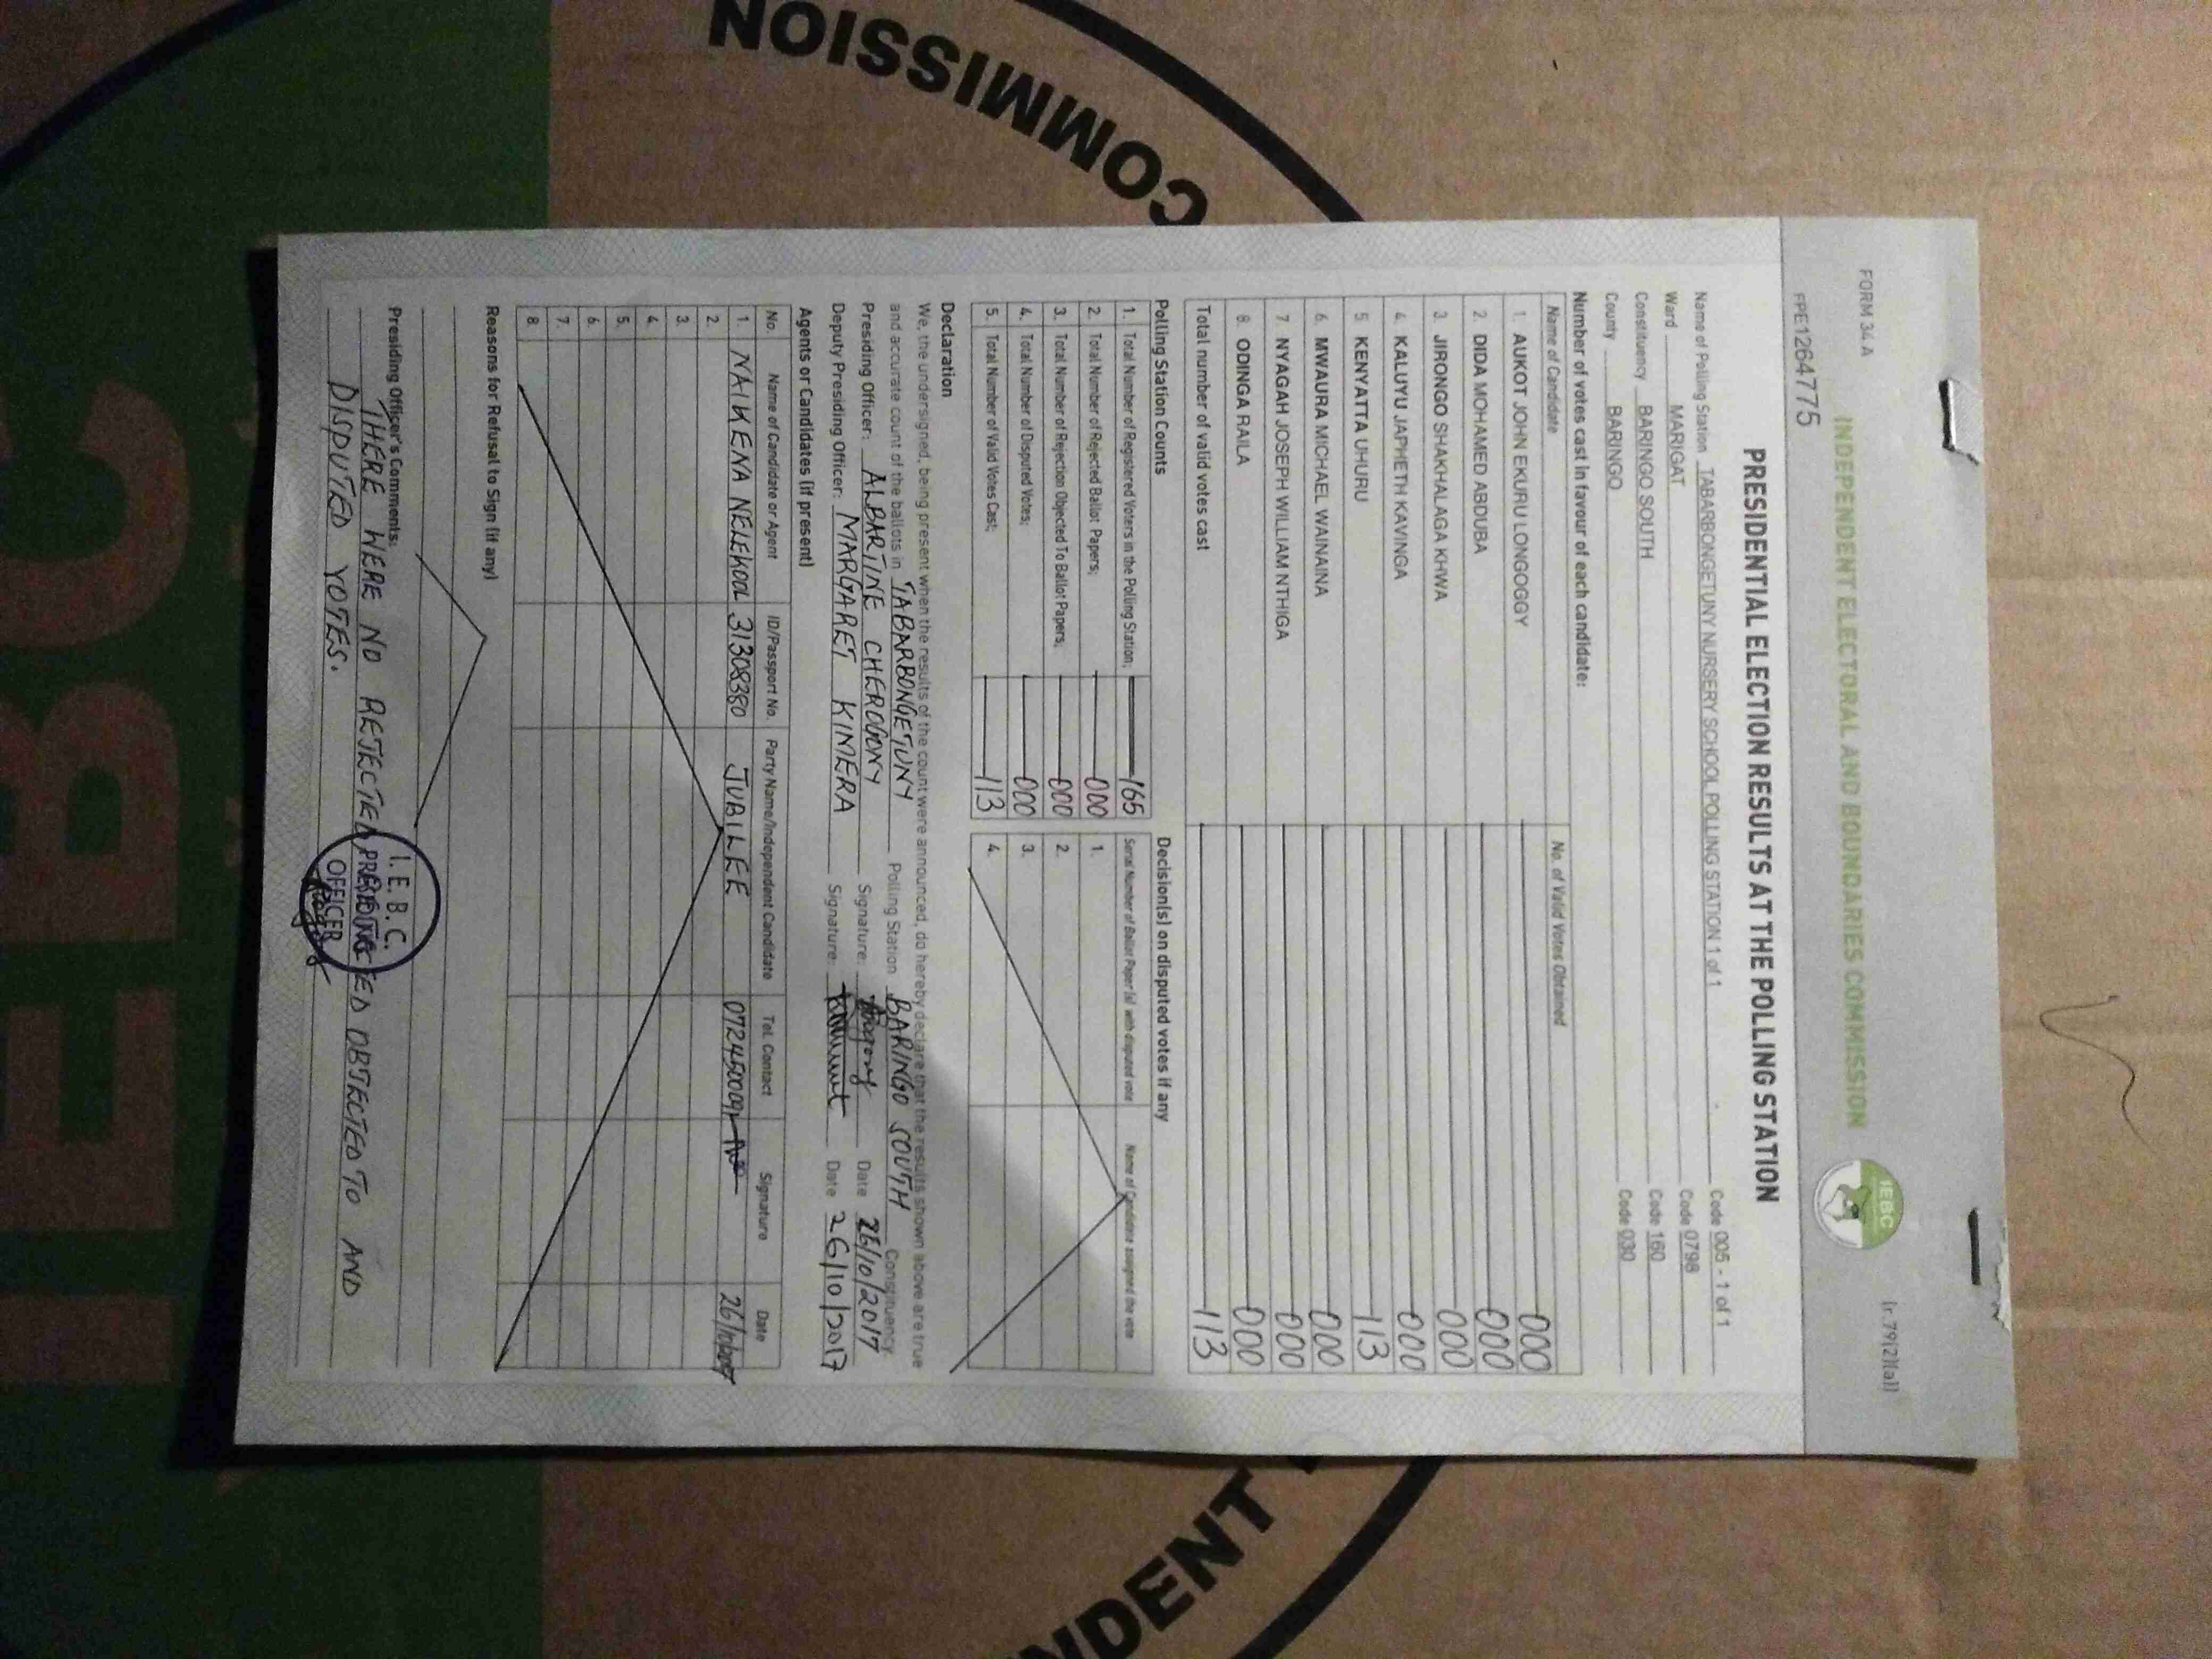 COMMISSION
IEBC
FORM 34 A
(r.79(2)(a))
INDEPENDENT ELECTORAL AND BOUNDARIES COMMISSION
IEBC
FPE1264775
PRESIDENTIAL ELECTION RESULTS AT THE POLLING STATION
Name of Polling Station TABARBONGETUNY NURSERY SCHOOL POLLING STATION 1 of 1 Code 005 - 1 of 1
Ward MARIGAT Code 0798
Constituency BARINGO SOUTH Code 160
County BARINGO Code 030
Number of votes cast in favour of each candidate:
Name of Candidate No. of Valid Votes Obtained
1. AUKOT JOHN EKURU LONGOGGY 000
2. DIDA MOHAMED ABDUBA 000
3. JIRONGO SHAKHALAGA KHWA 000
4. KALUYU JAPHETH KAVINGA 000
5 KENYATTA UHURU 113
6. MWAURA MICHAEL WAINAINA 000
7. NYAGAH JOSEPH WILLIAM NTHIGA 000
8. ODINGA RAILA 000
Total number of valid votes cast 113
Polling Station Counts Decision(s) on disputed votes if any
1. Total Number of Registered Voters in the Polling Station; 165 Serial Number of Ballot Paper (s) with disputed vote Name of Candidate assigned the vote
2. Total Number of Rejected Ballot Papers; 000 1.
3. Total Number of Rejection Objected To Ballot Papers; 000 2.
4. Total Number of Disputed Votes; 000 3.
5. Total Number of Valid Votes Cast; 113 4.
Declaration
We, the undersigned, being present when the results of the count were announced, do hereby declare that the results shown above are true
and accurate count of the ballots in TABARBONGETUNY Polling Station BARINGO SOUTH Constituency.
Presiding Officer: ALBARTINE CHEROGONY Signature: Date 26/10/2017
Deputy Presiding Officer: MARGARET KIMERA Signature: Date 26/10/2017
Agents or Candidates (if present)
No. Name of Candidate or Agent ID/Passport No. Party Name/Independent Candidate Tel. Contact Signature Date
1. NAIKENA NELEKOOL 31308380 JUBILEE 26/10/2017
2.
3.
4
5.
6
7.
8.
Reasons for Refusal to Sign (if any)
Presiding Officer's Comments:
THERE WERE NO REJECTED OBJECTED TO AND
DISPUTED VOTES.
I.E.B.C.
PRESIDING
OFFICER
NDENT